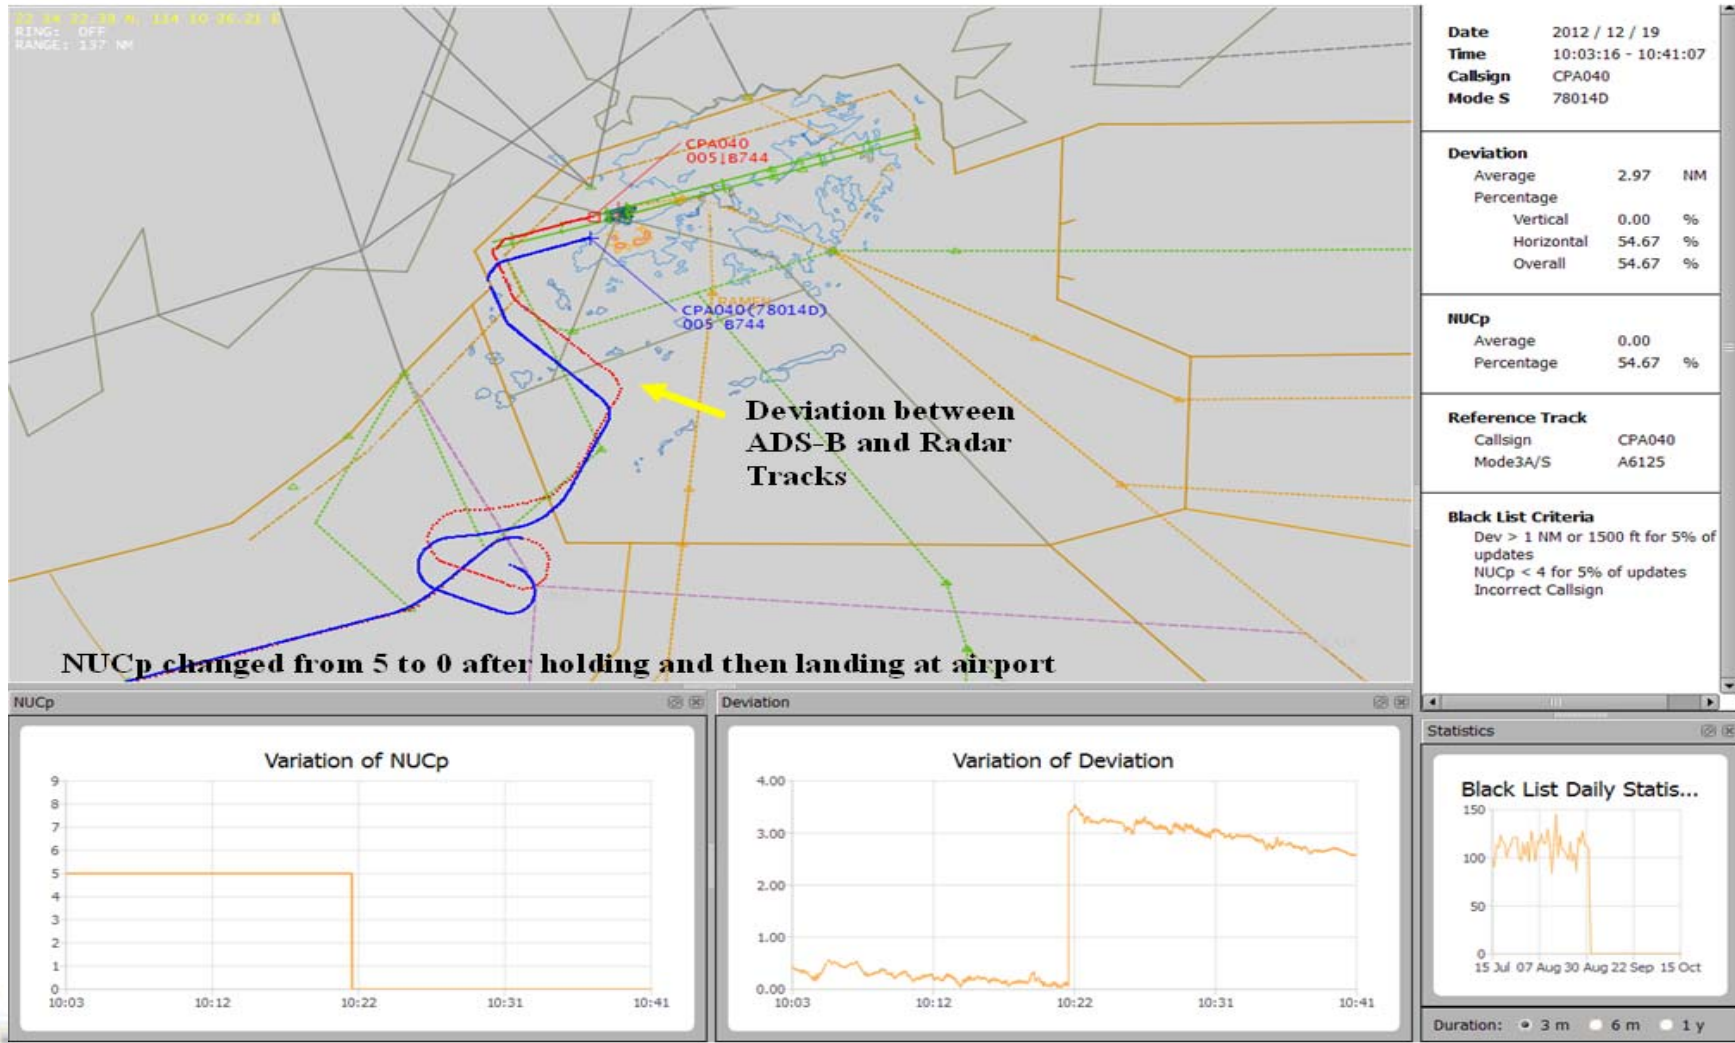 22 34 22.38 N, 114 10 26.21 E
RING: OFF
RANGE: 137 NM
CPA040
005↓B744
CPA040(78014D)
005 B744
Deviation between
ADS-B and Radar
Tracks
NUCp changed from 5 to 0 after holding and then landing at airport
Date 2012 / 12 / 19
Time 10:03:16 - 10:41:07
Callsign CPA040
Mode S 78014D
Deviation
Average 2.97 NM
Percentage
Vertical 0.00 %
Horizontal 54.67 %
Overall 54.67 %
NUCp
Average 0.00
Percentage 54.67 %
Reference Track
Callsign CPA040
Mode3A/S A6125
Black List Criteria
Dev > 1 NM or 1500 ft for 5% of
updates
NUCp < 4 for 5% of updates
Incorrect Callsign
NUCp
Variation of NUCp
9
8
7
6
5
4
3
2
1
0
10:03 10:12 10:22 10:31 10:41
Deviation
Variation of Deviation
4.00
3.00
2.00
1.00
0.00
10:03 10:12 10:22 10:31 10:41
Statistics
Black List Daily Statis...
150
100
50
0
15 Jul 07 Aug 30 Aug 22 Sep 15 Oct
Duration: 3 m 6 m 1 y